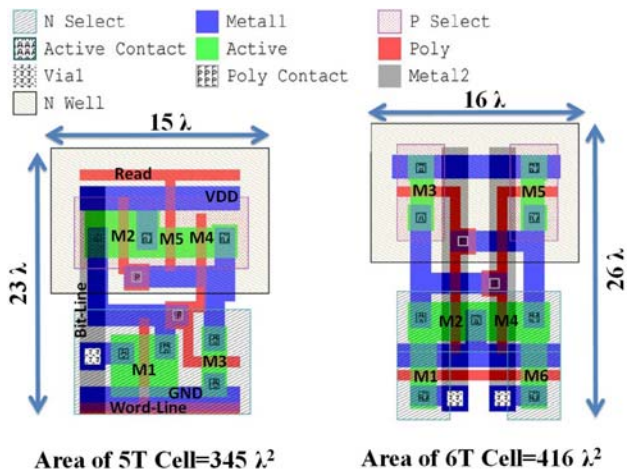 N Select
Metal1
P Select
Active Contact
Active
Poly
Via1
Poly Contact
Metal2
N Well
15 λ
16 λ
Read
VDD
M2
M5
M4
M3
M5
23 λ
26 λ
Bit-Line
M2
M4
M1
M3
GND
Word-Line
M1
M6
Area of 5T Cell=345 λ²
Area of 6T Cell=416 λ²